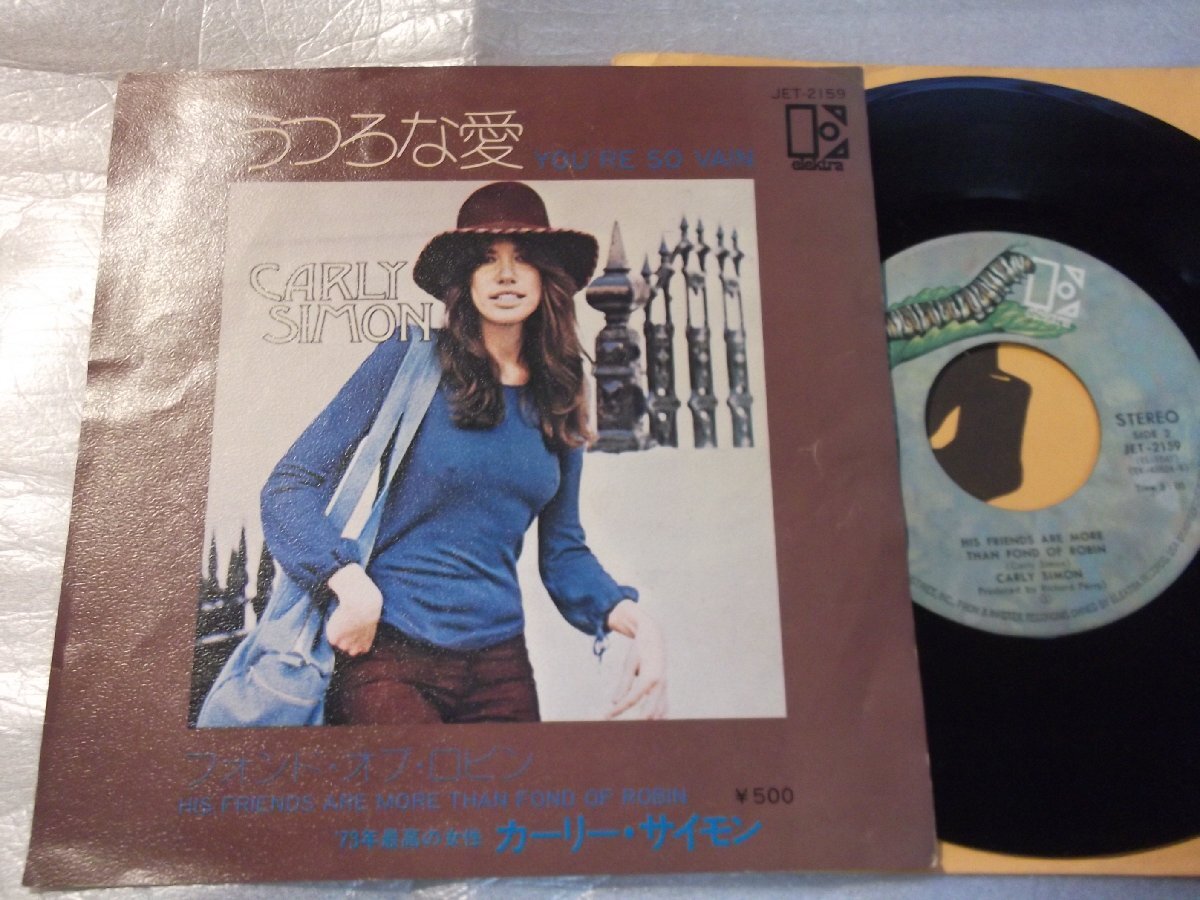 JET-2159
うつろな愛 YOU'RE SO VAIN
elektra
CARLY
SIMON
フォンド・オブ・ロビン
HIS FRIENDS ARE MORE THAN FOND OF ROBIN
¥500
'73年最高の女性 カーリー・サイモン
STEREO
SIDE 2
JET-2159
HIS FRIENDS ARE MORE
THAN FOND OF ROBIN
(Carly Simon)
CARLY SIMON
Produced by Richard Perry